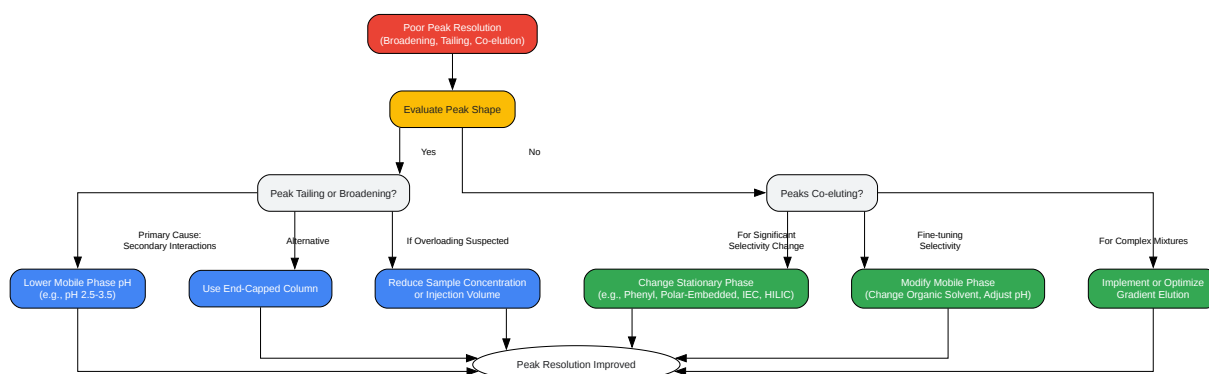 Poor Peak Resolution
(Broadening, Tailing, Co-elution)
Evaluate Peak Shape
Yes
No
Peak Tailing or Broadening?
Peaks Co-eluting?
Primary Cause:
Secondary Interactions
Alternative
If Overloading Suspected
For Significant
Selectivity Change
Fine-tuning
Selectivity
For Complex Mixtures
Lower Mobile Phase pH
(e.g., pH 2.5-3.5)
Use End-Capped Column
Reduce Sample Concentration
or Injection Volume
Change Stationary Phase
(e.g., Phenyl, Polar-Embedded, IEC, HILIC)
Modify Mobile Phase
(Change Organic Solvent, Adjust pH)
Implement or Optimize
Gradient Elution
Peak Resolution Improved